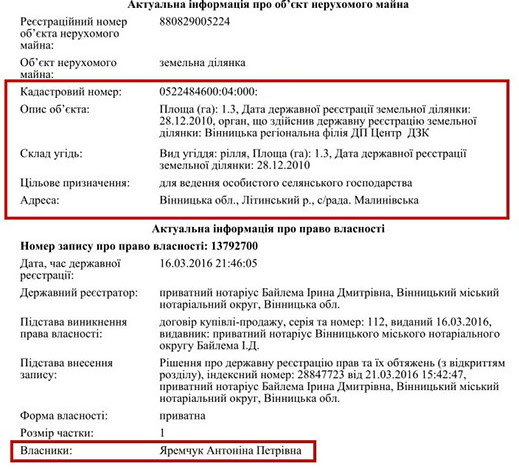 Актуальна інформація про об’єкт нерухомого майна
Реєстраційний номер 880829005224
об’єкта нерухомого
майна:
Об’єкт нерухомого земельна ділянка
майна:
Кадастровий номер: 0522484600:04:000:
Опис об’єкта: Площа (га): 1.3, Дата державної реєстрації земельної ділянки:
28.12.2010, орган, що здійснив державну реєстрацію земельної
ділянки: Вінницька регіональна філія ДП Центр ДЗК
Склад угідь: Вид угіддя: рілля, Площа (га): 1.3, Дата державної реєстрації
земельної ділянки: 28.12.2010
Цільове призначення: для ведення особистого селянського господарства
Адреса: Вінницька обл., Літинський р., с/рада. Малинівська
Актуальна інформація про право власності
Номер запису про право власності: 13792700
Дата, час державної 16.03.2016 21:46:05
реєстрації:
Державний реєстратор: приватний нотаріус Байлема Ірина Дмитрівна, Вінницький міський
нотаріальний округ, Вінницька обл.
Підстава виникнення договір купівлі-продажу, серія та номер: 112, виданий 16.03.2016,
права власності: видавник: приватний нотаріус Вінницького міського нотаріального
округу Байлема І.Д.
Підстава внесення Рішення про державну реєстрацію прав та їх обтяжень (з відкриттям
запису: розділу), індексний номер: 28847723 від 21.03.2016 15:42:47,
приватний нотаріус Байлема Ірина Дмитрівна, Вінницький міський
нотаріальний округ, Вінницька обл.
Форма власності: приватна
Розмір частки: 1
Власники: Яремчук Антоніна Петрівна